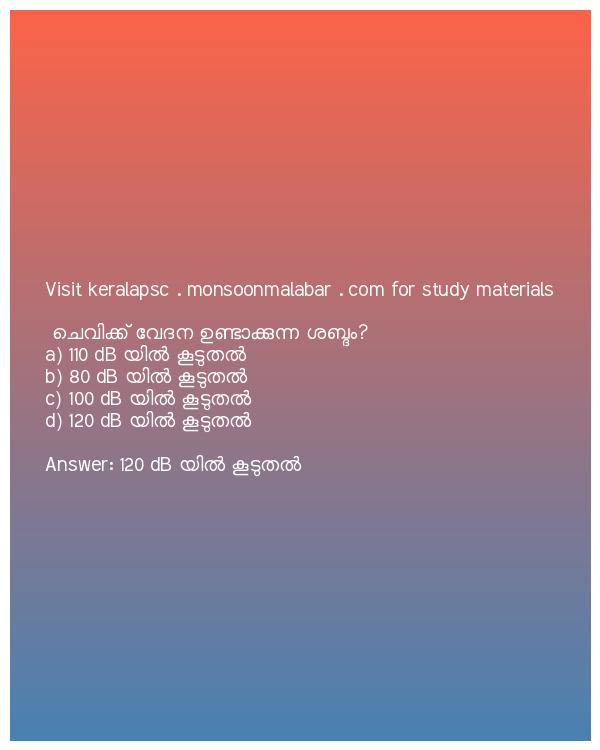 Visit keralapsc . monsoonmalabar . com for study materials
ചെവിക്ക് വേദന ഉണ്ടാക്കുന്ന ശബ്ദം?
a) 110 dB യിൽ കൂടുതൽ
b) 80 dB യിൽ കൂടുതൽ
c) 100 dB യിൽ കൂടുതൽ
d) 120 dB യിൽ കൂടുതൽ
Answer: 120 dB യിൽ കൂടുതൽ